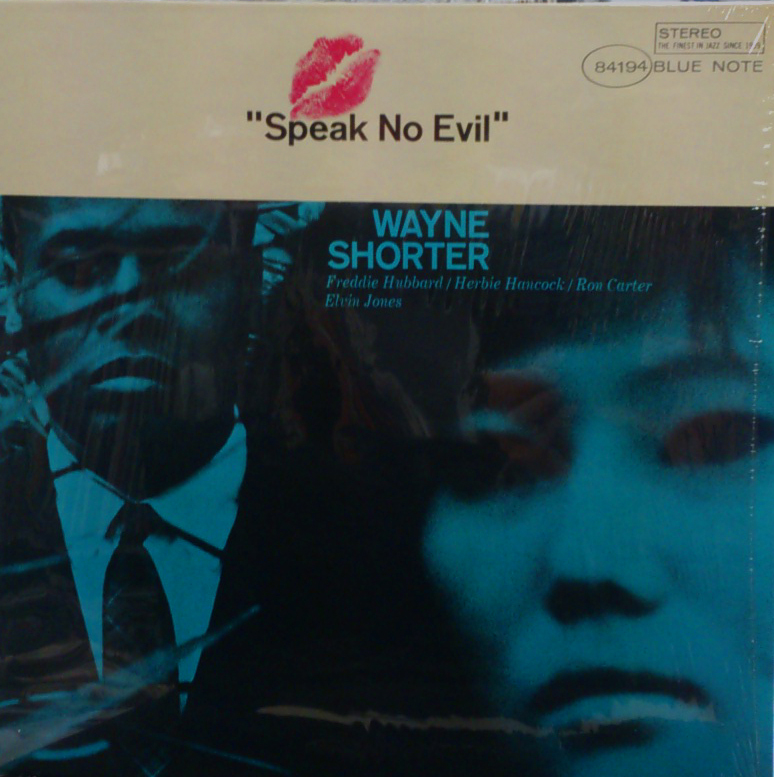 STEREO
THE FINEST IN JAZZ SINCE 1939
84194 BLUE NOTE
"Speak No Evil"
WAYNE
SHORTER
Freddie Hubbard / Herbie Hancock / Ron Carter
Elvin Jones